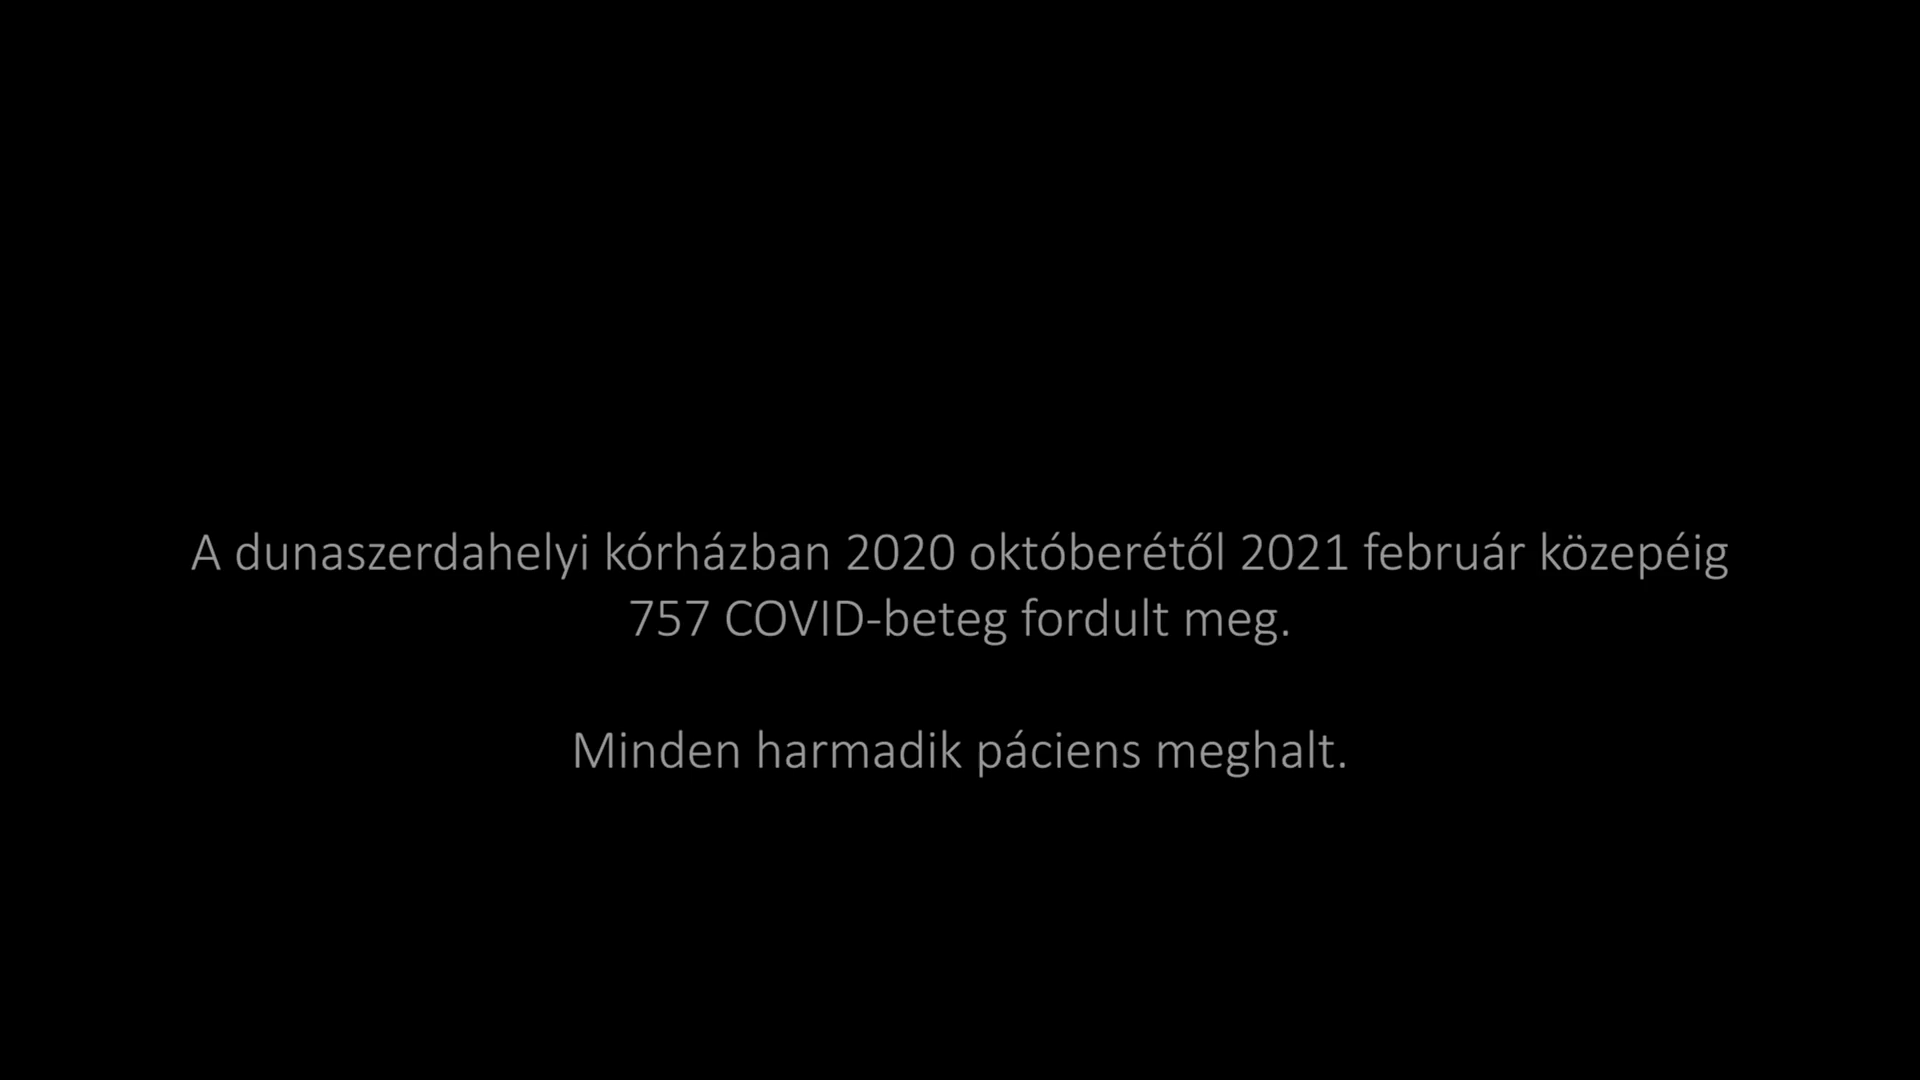 A dunaszerdahelyi kórházban 2020 októberétől 2021 február közepéig
757 COVID-beteg fordult meg.
Minden harmadik páciens meghalt.